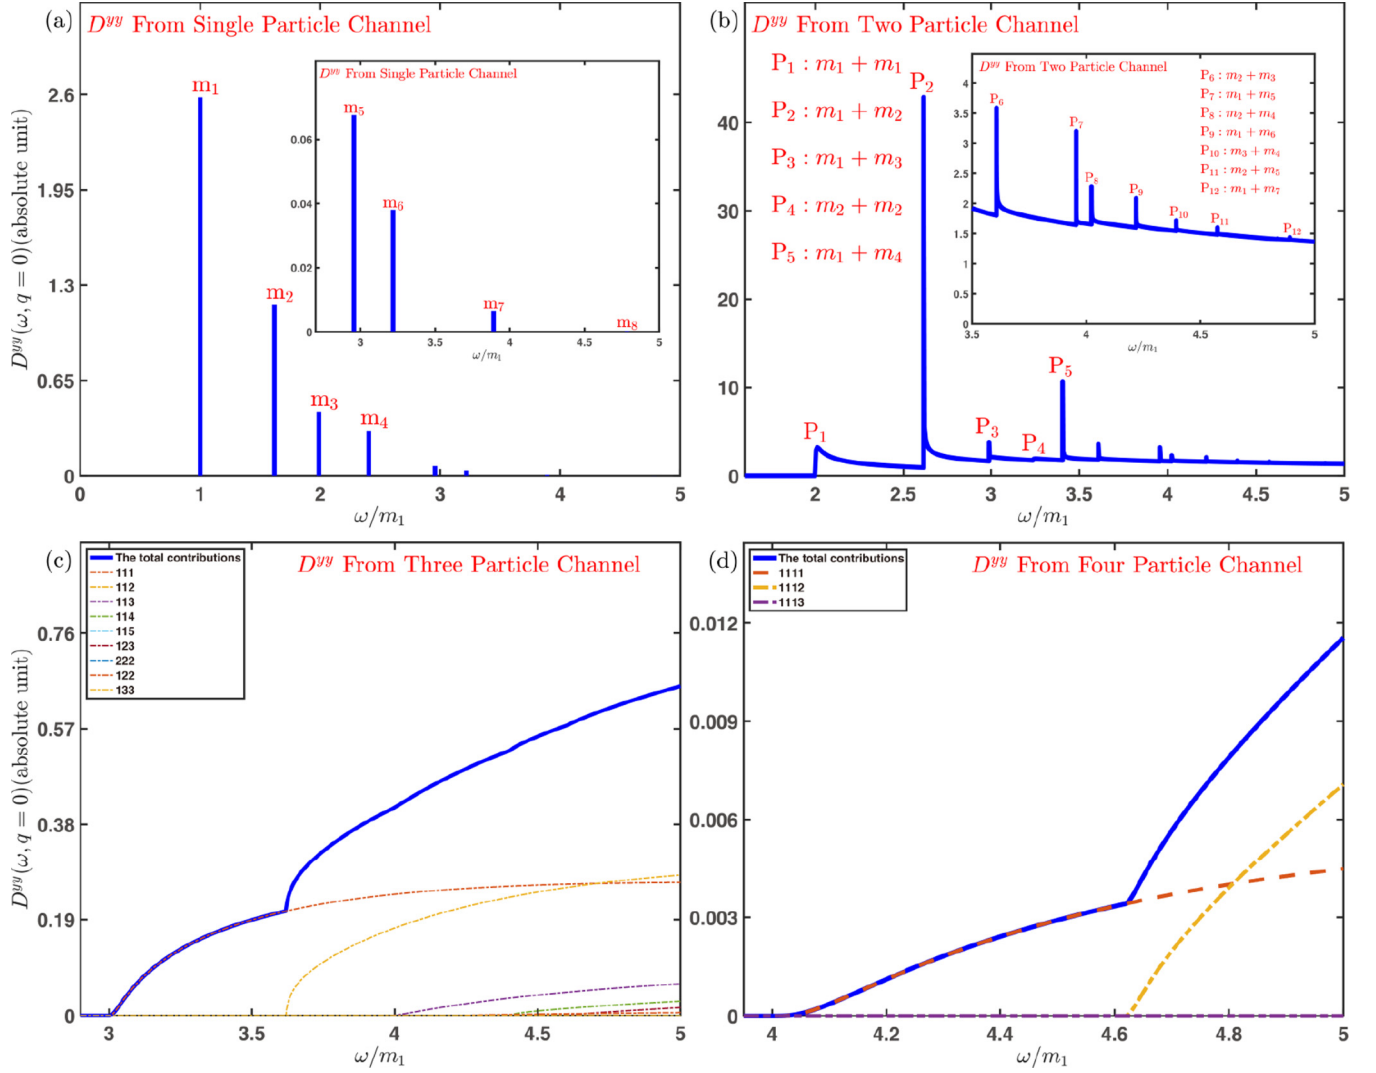 (a)
D^{yy} From Single Particle Channel
D^{yy}(ω, q = 0)(absolute unit)
2.6
1.95
1.3
0.65
0
m₁
m₂
m₃
m₄
0 1 2 3 4 5
ω/m₁
D^{yy} From Single Particle Channel
0.06
0.04
0.02
0
m₅
m₆
m₇
m₈
3 3.5 4 4.5 5
ω/m₁
(b)
D^{yy} From Two Particle Channel
P₁ : m₁ + m₁
P₂ : m₁ + m₂
P₃ : m₁ + m₃
P₄ : m₂ + m₂
P₅ : m₁ + m₄
40
30
20
10
0
P₁
P₂
P₃
P₄
P₅
2 2.5 3 3.5 4 4.5 5
ω/m₁
D^{yy} From Two Particle Channel
P₆ : m₂ + m₃
P₇ : m₁ + m₅
P₈ : m₂ + m₄
P₉ : m₁ + m₆
P₁₀ : m₃ + m₄
P₁₁ : m₂ + m₅
P₁₂ : m₁ + m₇
4
3.5
3
2.5
2
1.5
1
0.5
0
P₆
P₇
P₈
P₉
P₁₀
P₁₁
P₁₂
3.5 4 4.5 5
ω/m₁
(c)
D^{yy} From Three Particle Channel
The total contributions
111
112
113
114
115
123
222
122
133
D^{yy}(ω, q = 0)(absolute unit)
0.76
0.57
0.38
0.19
0
3 3.5 4 4.5 5
ω/m₁
(d)
D^{yy} From Four Particle Channel
The total contributions
1111
1112
1113
0.012
0.009
0.006
0.003
0
4 4.2 4.4 4.6 4.8 5
ω/m₁